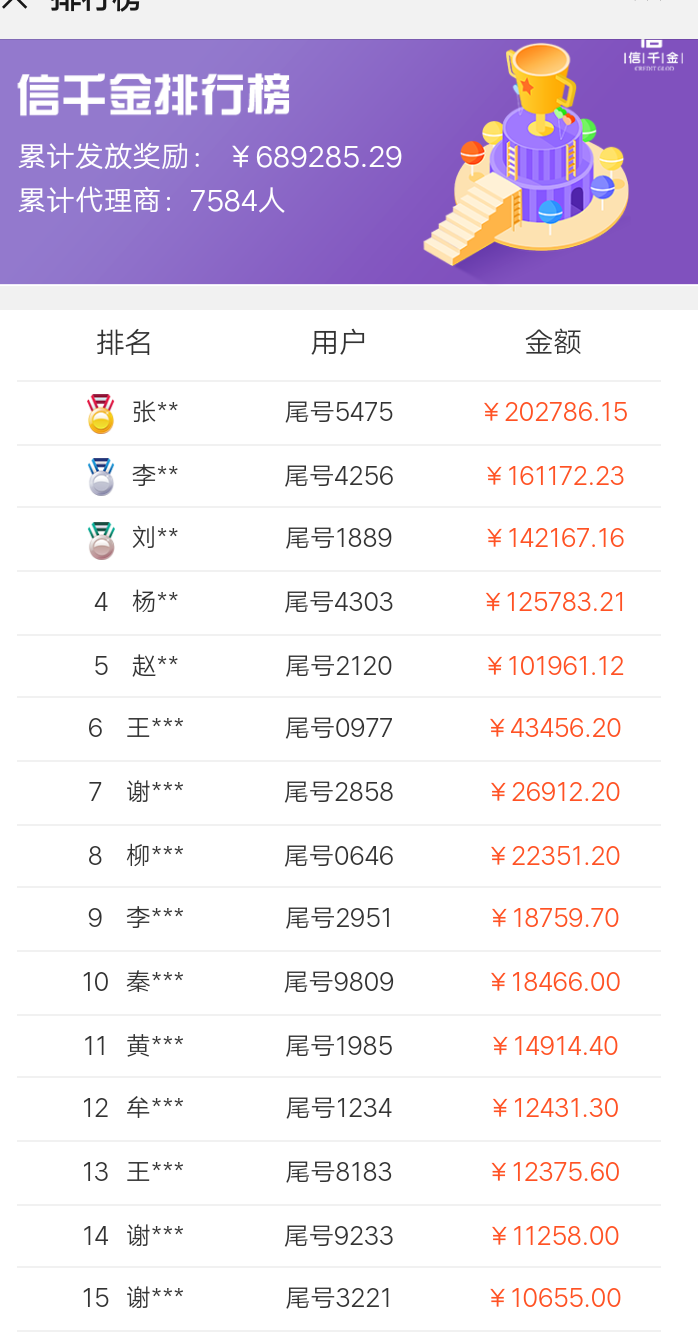 排行榜
信千金
CREDIT GLOD
信千金排行榜
累计发放奖励： ￥689285.29
累计代理商：7584人
排名 用户 金额
张** 尾号5475 ￥202786.15
李** 尾号4256 ￥161172.23
刘** 尾号1889 ￥142167.16
4 杨** 尾号4303 ￥125783.21
5 赵** 尾号2120 ￥101961.12
6 王*** 尾号0977 ￥43456.20
7 谢*** 尾号2858 ￥26912.20
8 柳*** 尾号0646 ￥22351.20
9 李*** 尾号2951 ￥18759.70
10 秦*** 尾号9809 ￥18466.00
11 黄*** 尾号1985 ￥14914.40
12 牟*** 尾号1234 ￥12431.30
13 王*** 尾号8183 ￥12375.60
14 谢*** 尾号9233 ￥11258.00
15 谢*** 尾号3221 ￥10655.00